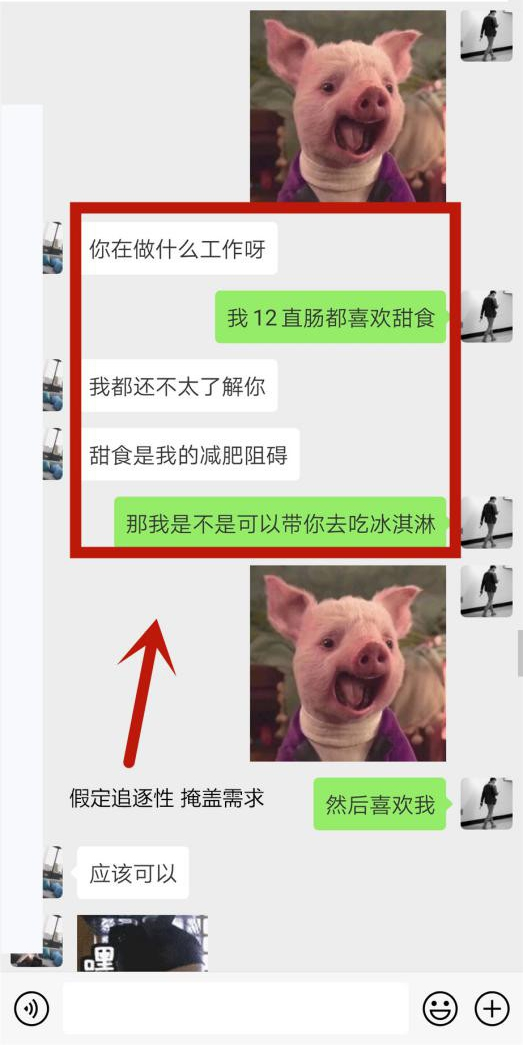 你在做什么工作呀
我12直肠都喜欢甜食
我都还不太了解你
甜食是我的减肥阻碍
那我是不是可以带你去吃冰淇淋
假定追逐性 掩盖需求
然后喜欢我
应该可以
嘿